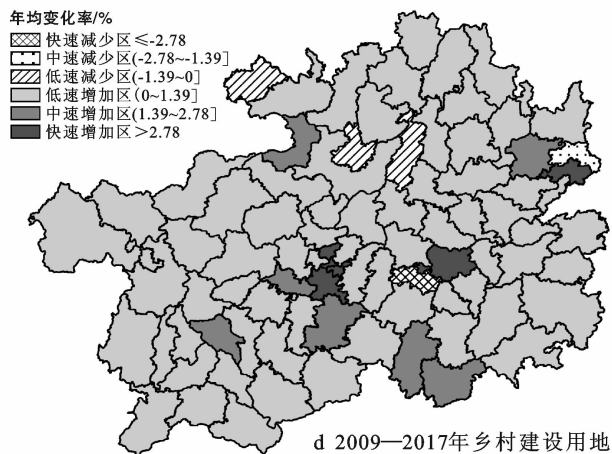 年均变化率/%
快速减少区≤-2.78
中速减少区(-2.78~-1.39]
低速减少区(-1.39~0]
低速增加区(0~1.39]
中速增加区(1.39~2.78]
快速增加区>2.78
d 2009—2017年乡村建设用地